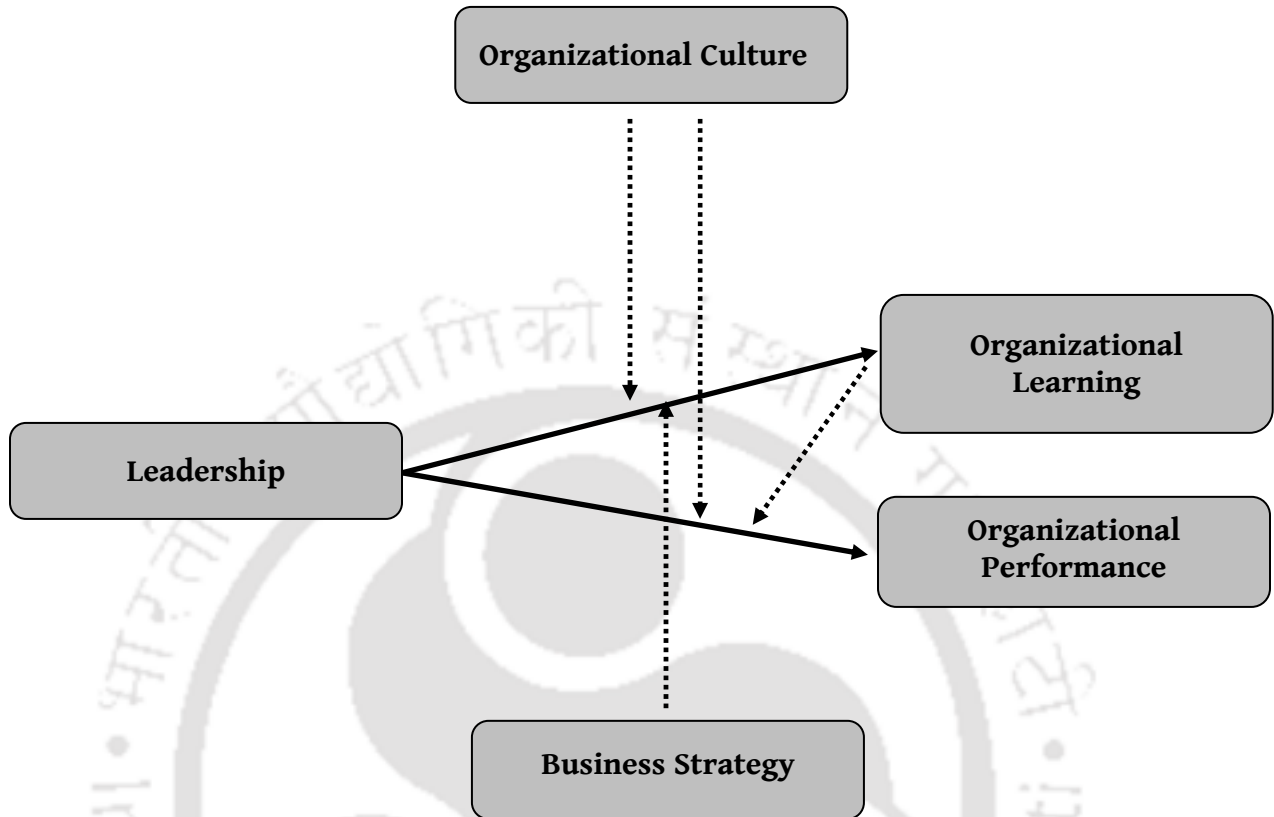 Organizational Culture
Organizational
Learning
Leadership
Organizational
Performance
Business Strategy